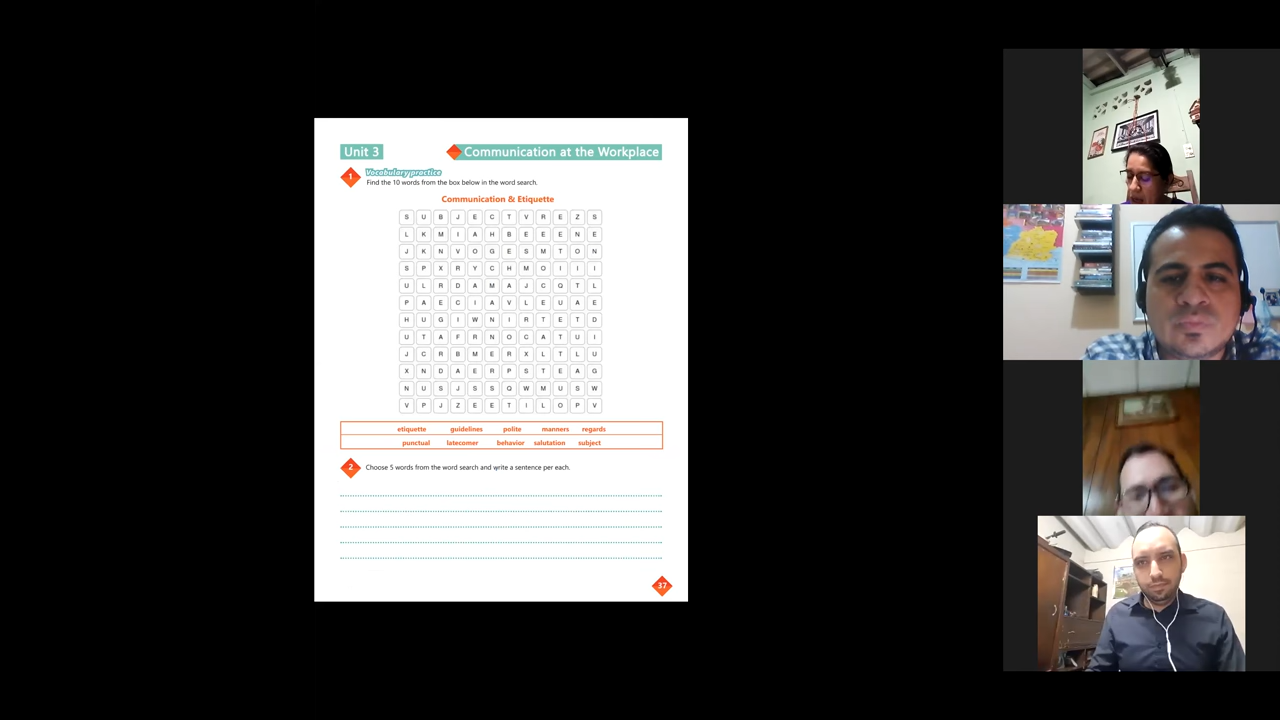 Unit 3
Communication at the Workplace
1
Vocabulary practice
Find the 10 words from the box below in the word search.
Communication & Etiquette
S U B J E C T V R E Z S
L K M I A H B E E E N E
J K N V O G E S M T O N
S P X R Y C H M O I I I
U L R D A M A J C Q T L
P A E C I A V L E U A E
H U G I W N I R T E T D
U T A F R N O C A T U I
J C R B M E R X L T L U
X N D A E R P S T E A G
N U S J S S Q W M U S W
V P J Z E E T I L O P V
etiquette guidelines polite manners regards
punctual latecomer behavior salutation subject
2
Choose 5 words from the word search and write a sentence per each.
37